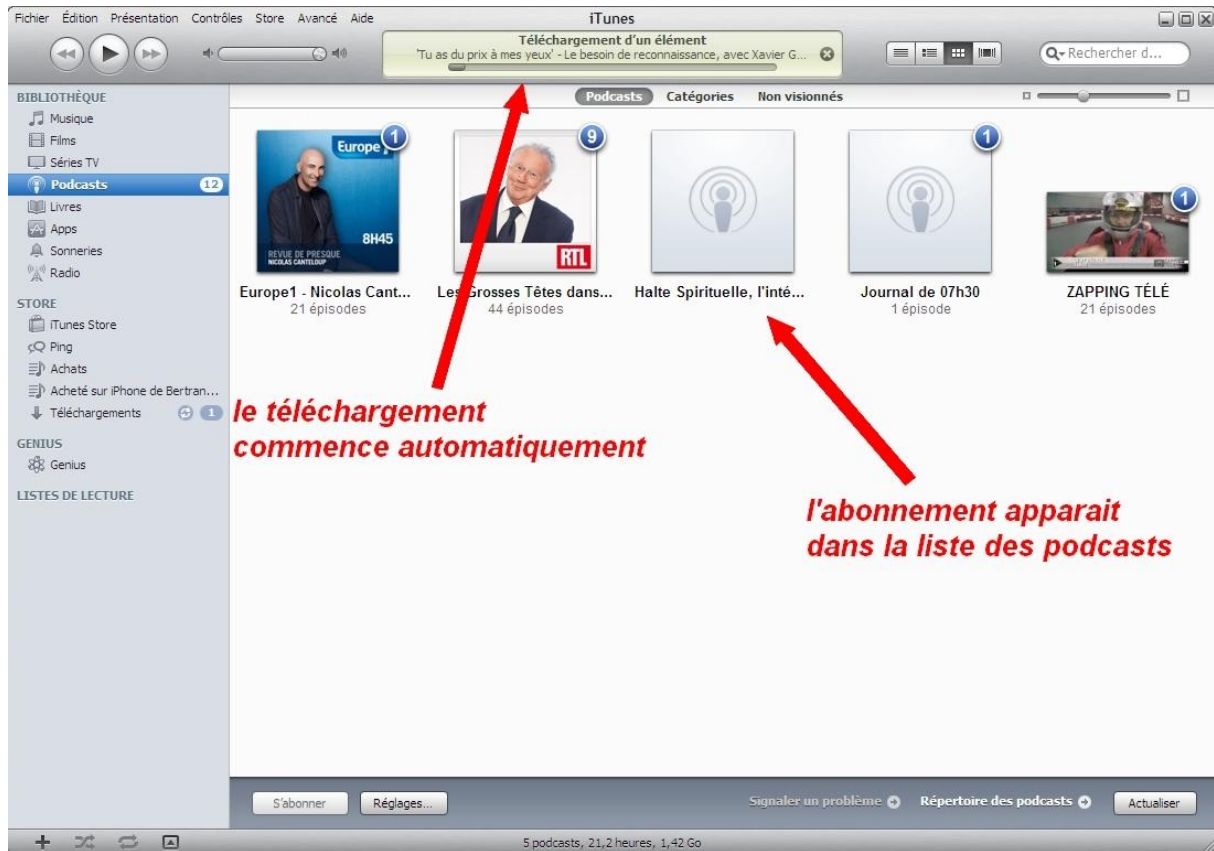 Fichier Édition Présentation Contrôles Store Avancé Aide
iTunes
Téléchargement d'un élément
'Tu as du prix à mes yeux' - Le besoin de reconnaissance, avec Xavier G...
Rechercher d...
BIBLIOTHÈQUE
Musique
Films
Séries TV
Podcasts 12
Livres
Apps
Sonneries
Radio
STORE
iTunes Store
Ping
Achats
Acheté sur iPhone de Bertran...
Téléchargements 1
GENIUS
Genius
LISTES DE LECTURE
Podcasts Catégories Non visionnés
1
Europe
8H45
REVUE DE PRESQUE
NICOLAS CANTELOUP
Europe1 - Nicolas Cant...
21 épisodes
9
RTL
Les Grosses Têtes dans...
44 épisodes
Halte Spirituelle, l'inté...
1
Journal de 07h30
1 épisode
1
ZAPPING TÉLÉ
21 épisodes
le téléchargement
commence automatiquement
l'abonnement apparait
dans la liste des podcasts
S'abonner Réglages... Signaler un problème Répertoire des podcasts Actualiser
5 podcasts, 21,2 heures, 1,42 Go